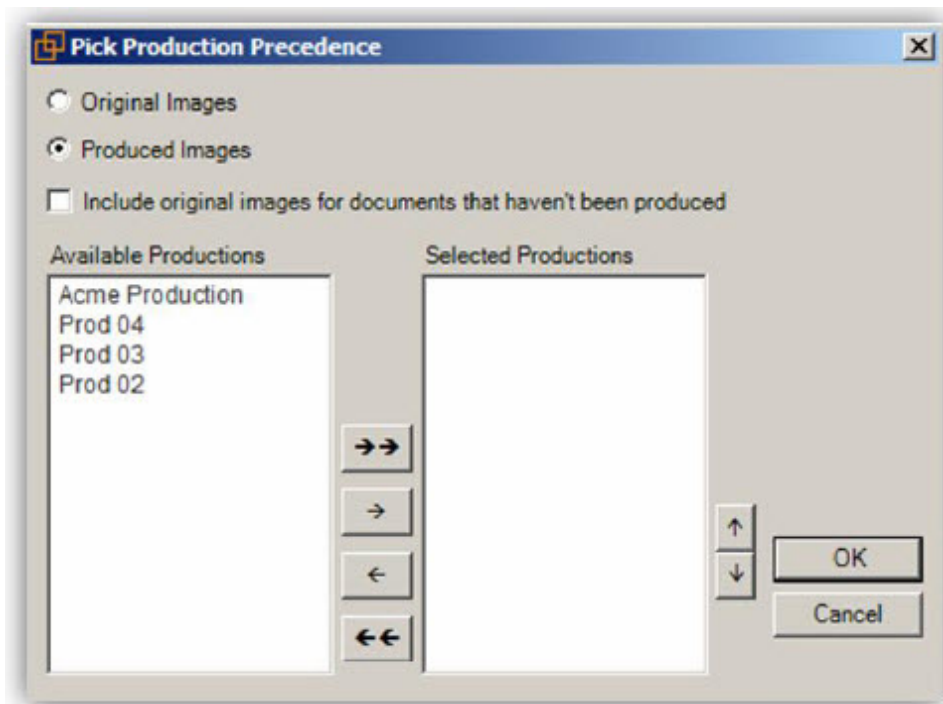 Pick Production Precedence
Original Images
Produced Images
Include original images for documents that haven't been produced
Available Productions
Selected Productions
Acme Production
Prod 04
Prod 03
Prod 02
OK
Cancel